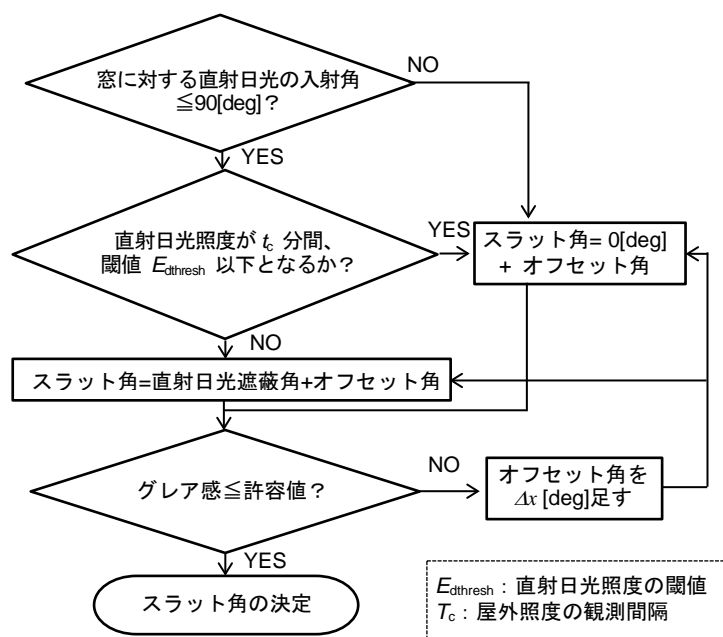 窓に対する直射日光の入射角
≦90[deg]？
NO
YES
直射日光照度が tc 分間、
閾値 Edthresh 以下となるか？
YES
スラット角= 0[deg]
+ オフセット角
NO
スラット角=直射日光遮蔽角+オフセット角
グレア感≦許容値？
NO
オフセット角を
Δx [deg]足す
YES
スラット角の決定
Edthresh：直射日光照度の閾値
Tc：屋外照度の観測間隔